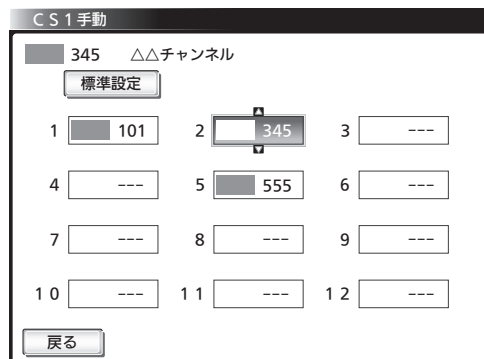 CS1手動
345 △△チャンネル
標準設定
1 101 2 345 3 ---
4 --- 5 555 6 ---
7 --- 8 --- 9 ---
10 --- 11 --- 12 ---
戻る